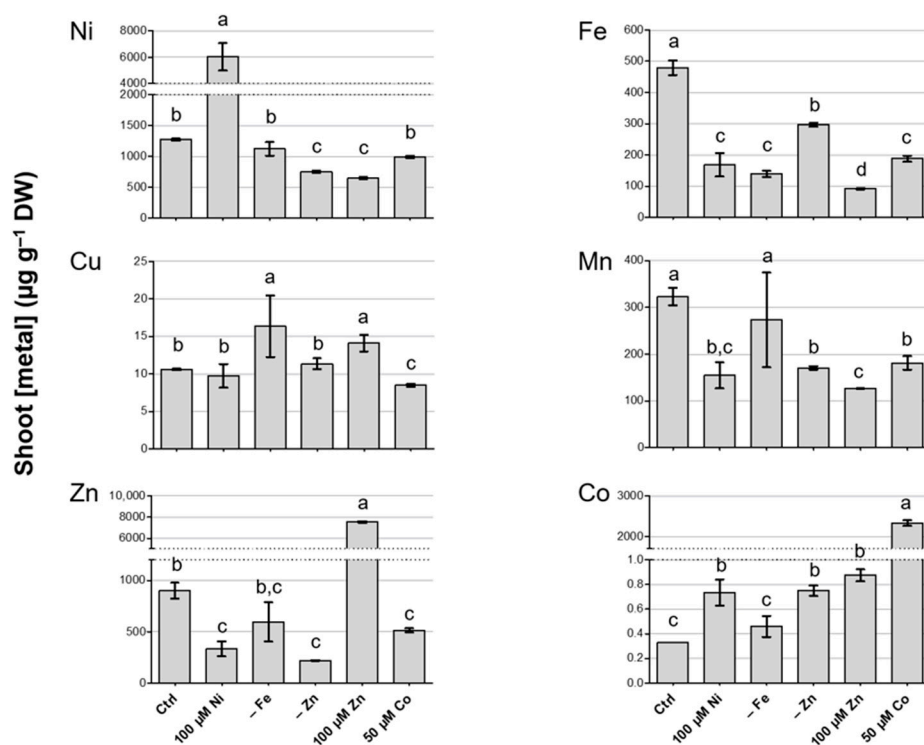 Shoot [metal] (µg g⁻¹ DW)
Ni
8000
6000
4000
2000
1500
1000
500
0
b
a
b
c
c
b
Fe
600
500
400
300
200
100
0
a
c
c
b
d
c
Cu
25
20
15
10
5
0
b
b
a
b
a
c
Mn
400
300
200
100
0
a
b,c
a
b
c
b
Zn
10,000
8000
6000
1000
500
0
b
c
b,c
c
a
c
Ctrl
100 µM Ni
– Fe
– Zn
100 µM Zn
50 µM Co
Co
3000
2000
1.0
0.8
0.6
0.4
0.2
0.0
c
b
c
b
b
a
Ctrl
100 µM Ni
– Fe
– Zn
100 µM Zn
50 µM Co